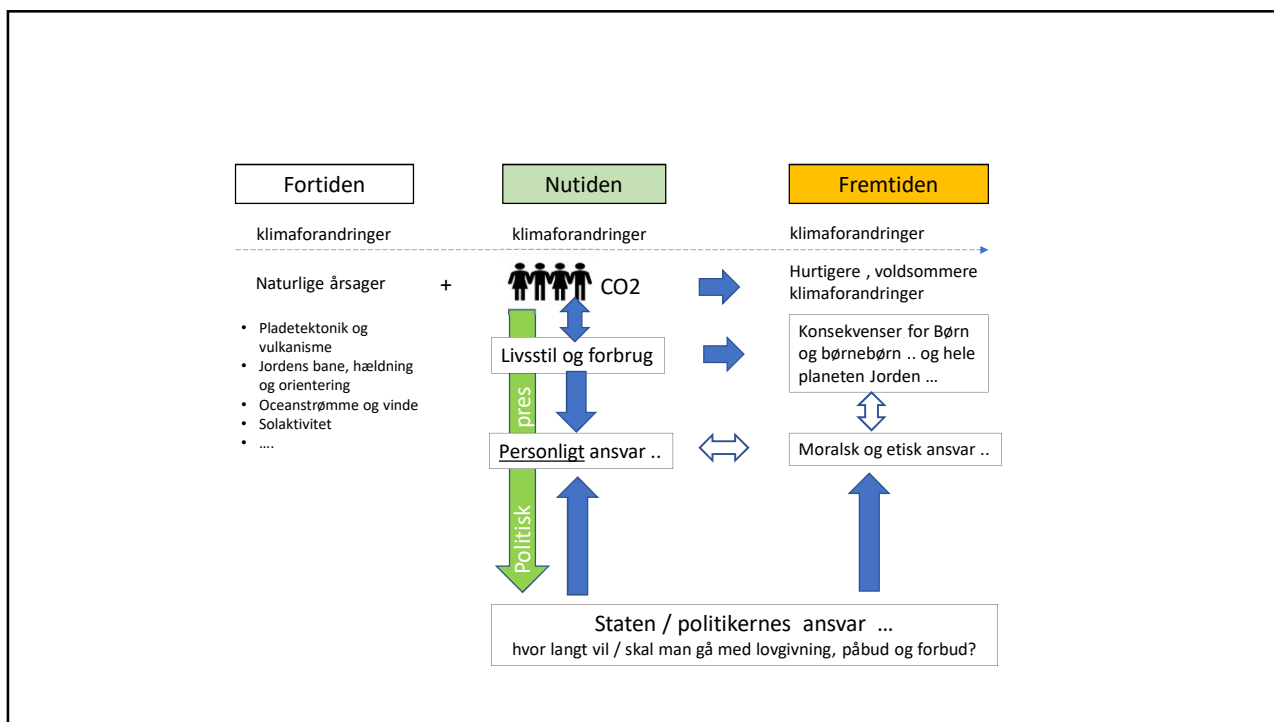 Fortiden
Nutiden
Fremtiden
klimaforandringer
klimaforandringer
klimaforandringer
Naturlige årsager
+
CO2
Hurtigere , voldsommere
klimaforandringer
• Pladetektonik og
vulkanisme
• Jordens bane, hældning
og orientering
• Oceanstrømme og vinde
• Solaktivitet
• ….
Livsstil og forbrug
Konsekvenser for Børn
og børnebørn .. og hele
planeten Jorden …
Politisk pres
Personligt ansvar ..
Moralsk og etisk ansvar ..
Staten / politikernes ansvar …
hvor langt vil / skal man gå med lovgivning, påbud og forbud?